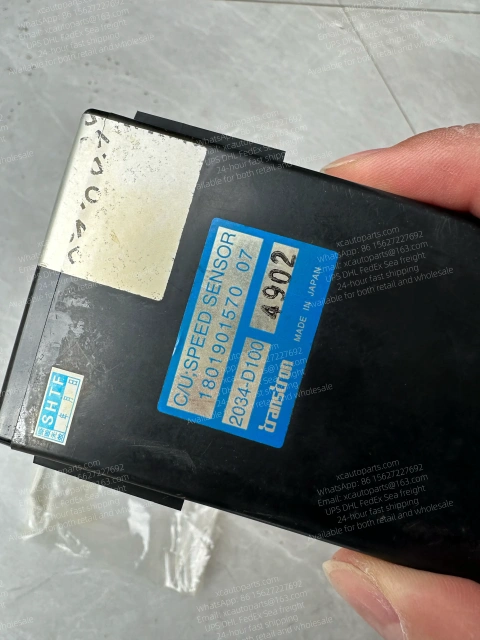 C/U:SPEED SENSOR
1801901570 07
2034-D100
4902
transtron
MADE IN JAPAN
SHTF
xcautoparts.com
WhatsApp: 86 15627227692
Email: xcautoparts@163.com
UPS DHL FedEx Sea freight
24-hour fast shipping
Available for both retail and wholesale